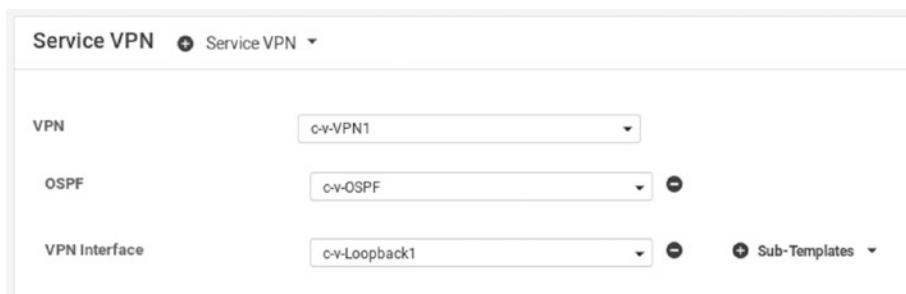 Service VPN Service VPN
VPN c-v-VPN1
OSPF c-v-OSPF
VPN Interface c-v-Loopback1 Sub-Templates